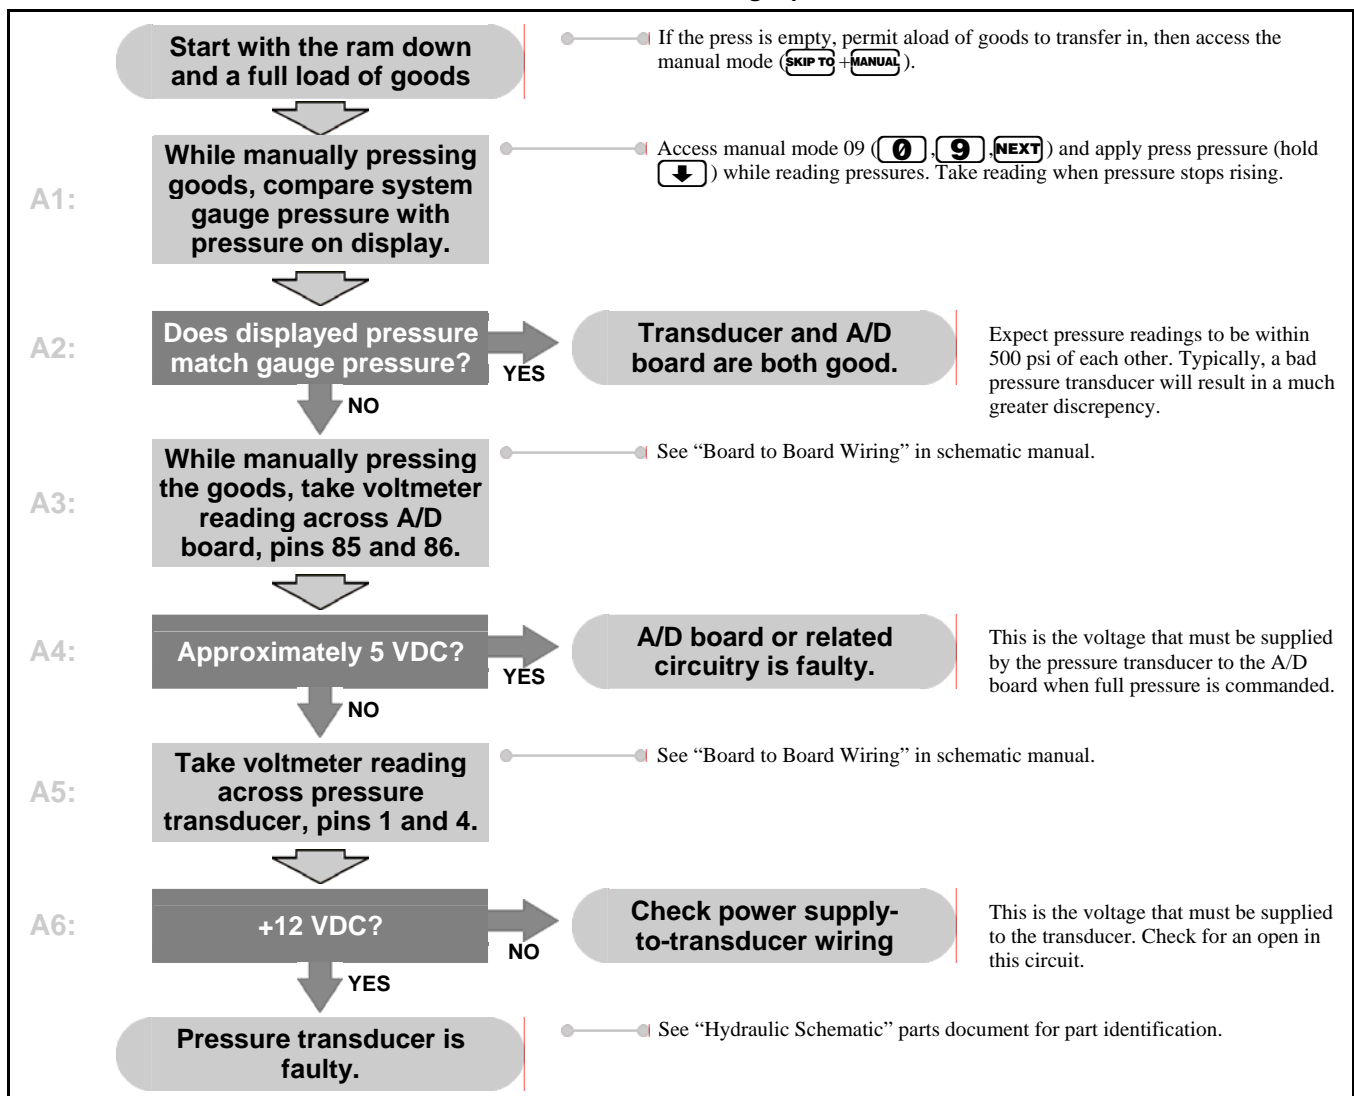 Start with the ram down
and a full load of goods
If the press is empty, permit aload of goods to transfer in, then access the
manual mode (SKIP TO+MANUAL).
A1:
While manually pressing
goods, compare system
gauge pressure with
pressure on display.
Access manual mode 09 (0,9,NEXT) and apply press pressure (hold
) while reading pressures. Take reading when pressure stops rising.
A2:
Does displayed pressure
match gauge pressure?
YES
NO
Transducer and A/D
board are both good.
Expect pressure readings to be within
500 psi of each other. Typically, a bad
pressure transducer will result in a much
greater discrepency.
A3:
While manually pressing
the goods, take voltmeter
reading across A/D
board, pins 85 and 86.
See “Board to Board Wiring” in schematic manual.
A4:
Approximately 5 VDC?
YES
NO
A/D board or related
circuitry is faulty.
This is the voltage that must be supplied
by the pressure transducer to the A/D
board when full pressure is commanded.
A5:
Take voltmeter reading
across pressure
transducer, pins 1 and 4.
See “Board to Board Wiring” in schematic manual.
A6:
+12 VDC?
NO
YES
Check power supply-
to-transducer wiring
This is the voltage that must be supplied
to the transducer. Check for an open in
this circuit.
Pressure transducer is
faulty.
See “Hydraulic Schematic” parts document for part identification.